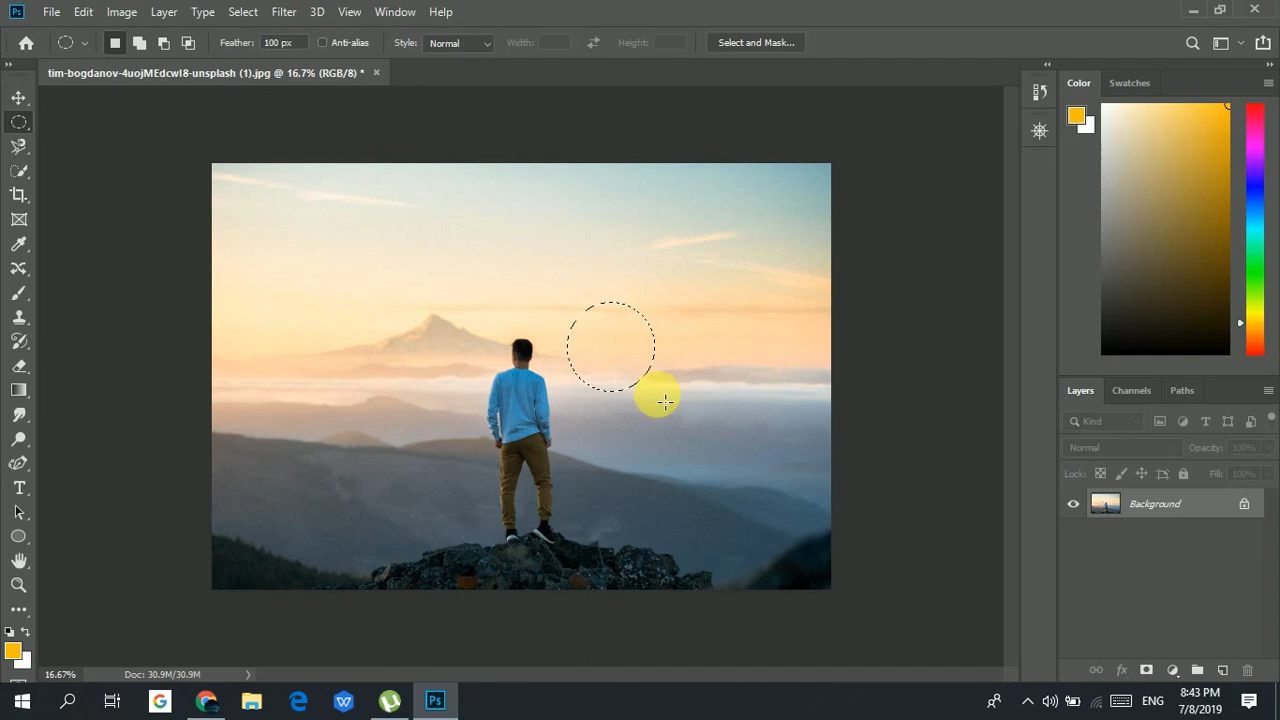 Ps File Edit Image Layer Type Select Filter 3D View Window Help
Feather: 100 px Anti-alias Style: Normal Width: Height: Select and Mask...
tim-bogdanov-4uojMEdcwI8-unsplash (1).jpg @ 16.7% (RGB/8) *
Color Swatches
Layers Channels Paths
Kind
Normal Opacity: 100%
Lock: Fill: 100%
Background
16.67% Doc: 30.9M/30.9M
ENG 8:43 PM
7/8/2019